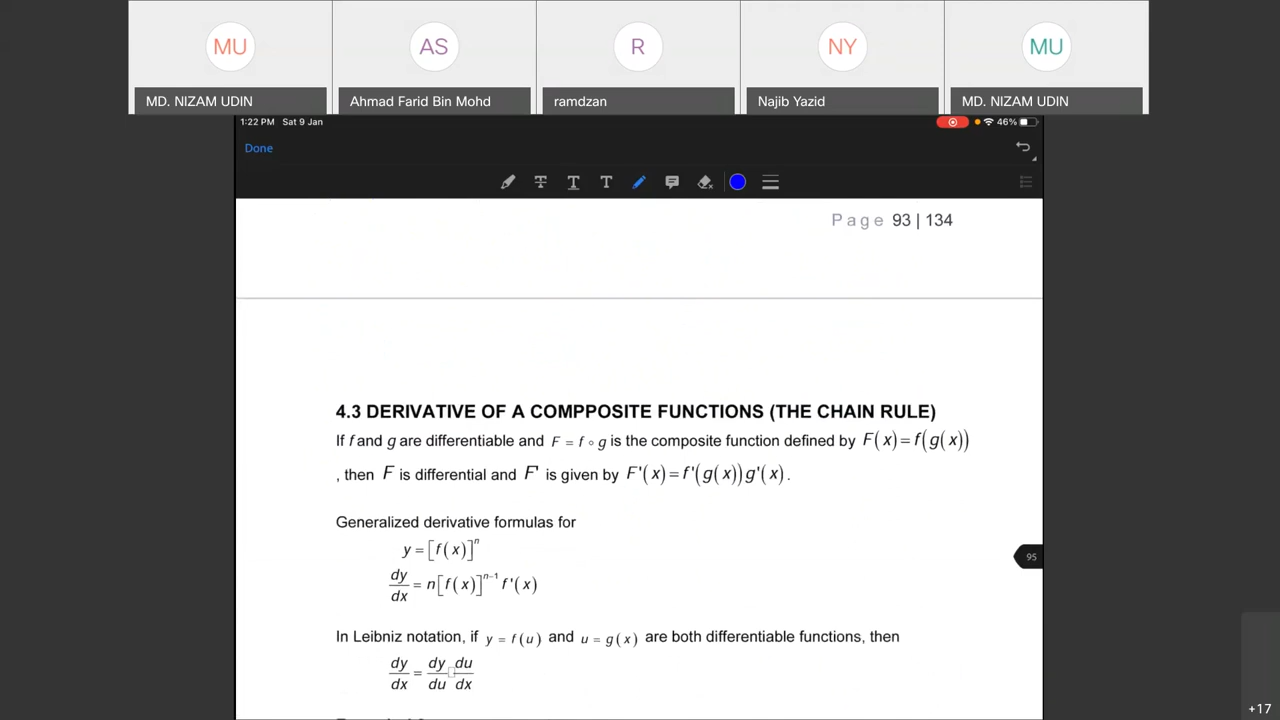 MU AS R NY MU
MD. NIZAM UDIN Ahmad Farid Bin Mohd ramdzan Najib Yazid MD. NIZAM UDIN
1:22 PM Sat 9 Jan 46%
Done
T T T
Page 93 | 134
4.3 DERIVATIVE OF A COMPPOSITE FUNCTIONS (THE CHAIN RULE)
If f and g are differentiable and F = f ∘ g is the composite function defined by F(x) = f(g(x))
, then F is differential and F' is given by F'(x) = f'(g(x))g'(x).
Generalized derivative formulas for
y = [f(x)]^n
dy/dx = n[f(x)]^(n-1) f'(x)
95
In Leibniz notation, if y = f(u) and u = g(x) are both differentiable functions, then
dy/dx = dy/du du/dx
+17